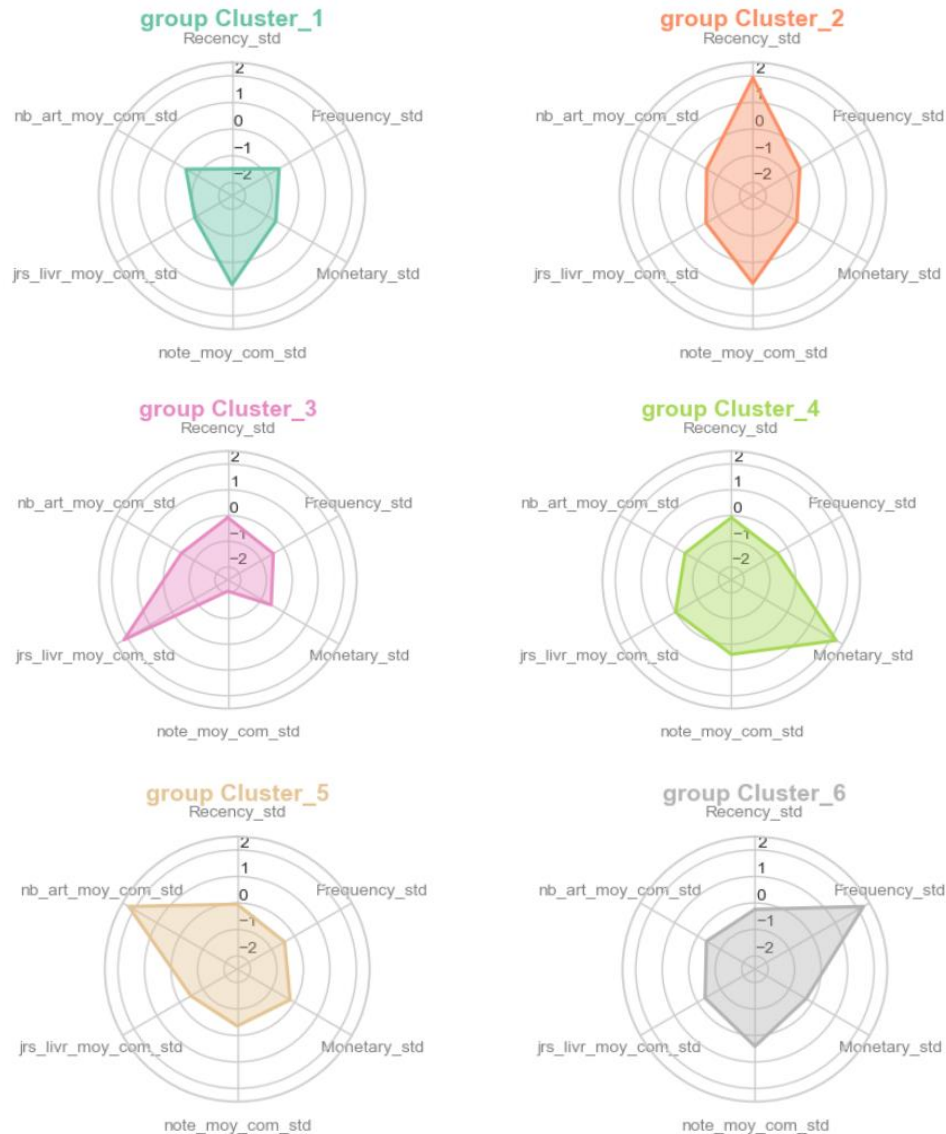 group Cluster_1
Recency_std
nb_art_moy_com_std
Frequency_std
2
1
0
−1
−2
jrs_livr_moy_com_std
Monetary_std
note_moy_com_std
group Cluster_2
Recency_std
nb_art_moy_com_std
Frequency_std
2
1
0
−1
−2
jrs_livr_moy_com_std
Monetary_std
note_moy_com_std
group Cluster_3
Recency_std
nb_art_moy_com_std
Frequency_std
2
1
0
−1
−2
jrs_livr_moy_com_std
Monetary_std
note_moy_com_std
group Cluster_4
Recency_std
nb_art_moy_com_std
Frequency_std
2
1
0
−1
−2
jrs_livr_moy_com_std
Monetary_std
note_moy_com_std
group Cluster_5
Recency_std
nb_art_moy_com_std
Frequency_std
2
1
0
−1
−2
jrs_livr_moy_com_std
Monetary_std
note_moy_com_std
group Cluster_6
Recency_std
nb_art_moy_com_std
Frequency_std
2
1
0
−1
−2
jrs_livr_moy_com_std
Monetary_std
note_moy_com_std